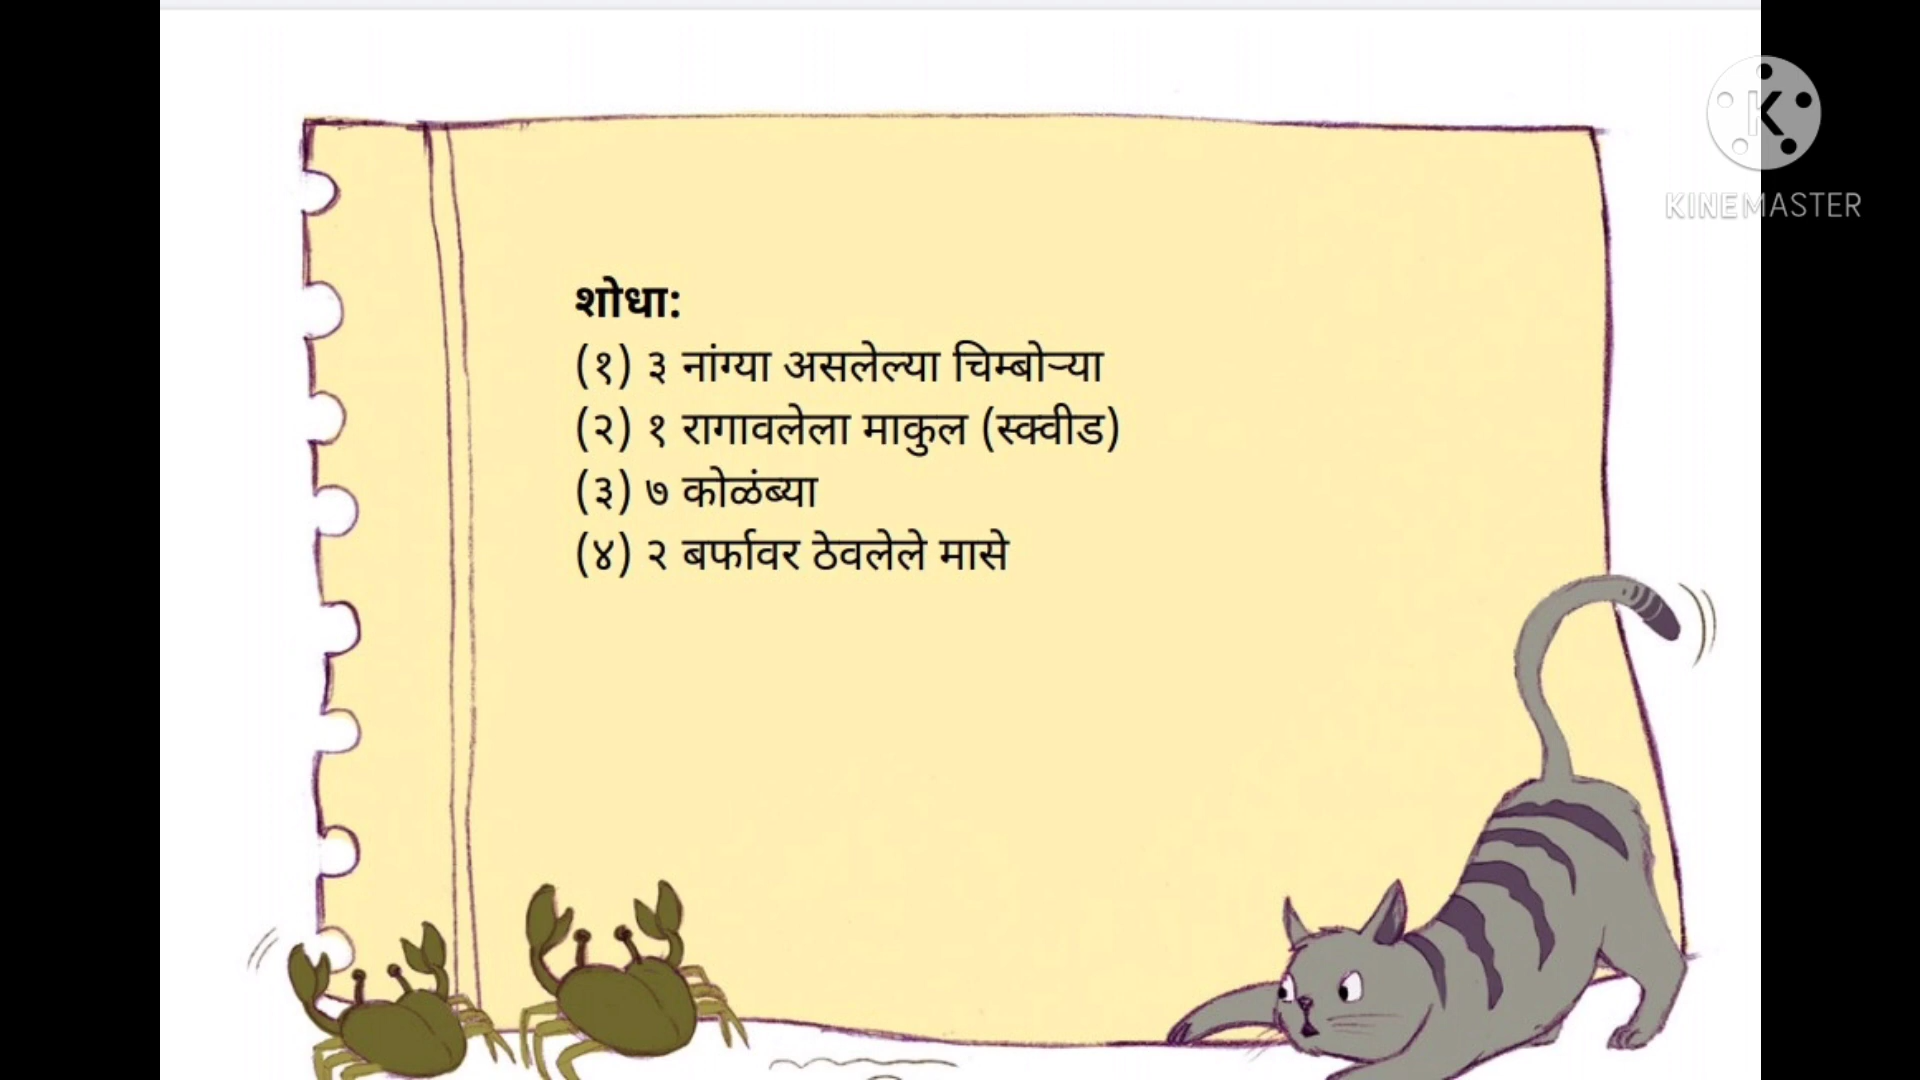 शोधा:
(१) ३ नांग्या असलेल्या चिम्बोऱ्या
(२) १ रागावलेला माकुल (स्क्वीड)
(३) ७ कोळंब्या
(४) २ बर्फावर ठेवलेले मासे
K
KINEMASTER